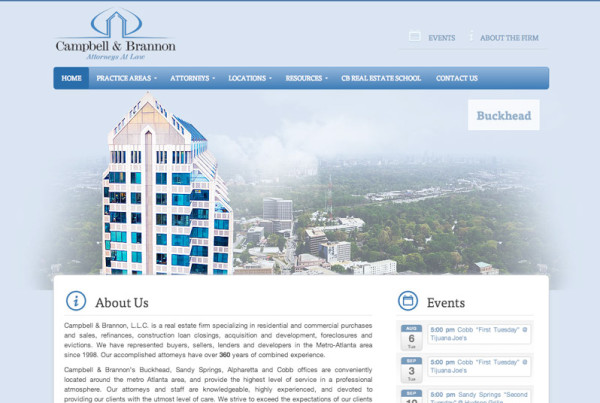 Campbell & Brannon
Attorneys At Law
EVENTS
ABOUT THE FIRM
HOME
PRACTICE AREAS
ATTORNEYS
LOCATIONS
RESOURCES
CB REAL ESTATE SCHOOL
CONTACT US
Buckhead
About Us
Campbell & Brannon, L.L.C. is a real estate firm specializing in residential and commercial purchases
and sales, refinances, construction loan closings, acquisition and development, foreclosures and
evictions. We have represented buyers, sellers, lenders and developers in the Metro-Atlanta area
since 1998. Our accomplished attorneys have over 360 years of combined experience.
Campbell & Brannon's Buckhead, Sandy Springs, Alpharetta and Cobb offices are conveniently
located around the metro Atlanta area, and provide the highest level of service in a professional
atmosphere. Our attorneys and staff are knowledgeable, highly experienced, and devoted to
providing our clients with the utmost level of care. We strive to exceed the expectations of our clients
Events
AUG
6
Tue
5:00 pm Cobb "First Tuesday" @
Tijuana Joe's
SEP
3
Tue
5:00 pm Cobb "First Tuesday" @
Tijuana Joe's
SEP
10
5:00 pm Sandy Springs "Second
Tuesday" @